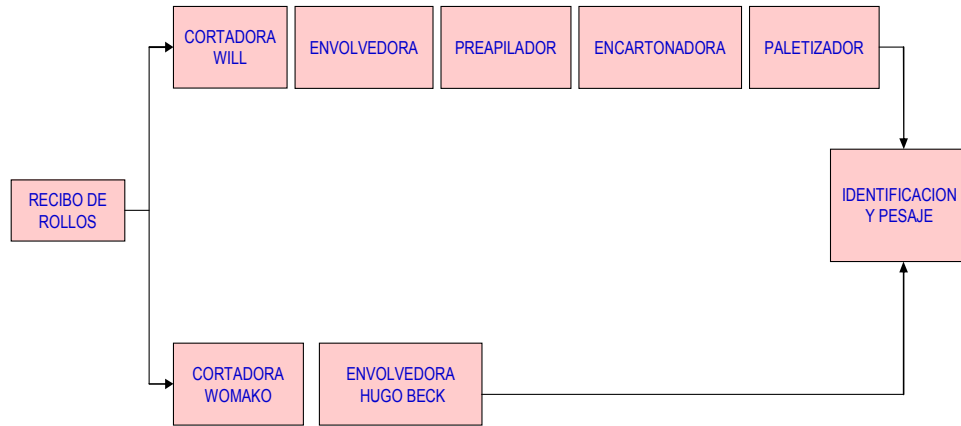 CORTADORA
WILL
ENVOLVEDORA
PREAPILADOR
ENCARTONADORA
PALETIZADOR
RECIBO DE
ROLLOS
IDENTIFICACION
Y PESAJE
CORTADORA
WOMAKO
ENVOLVEDORA
HUGO BECK